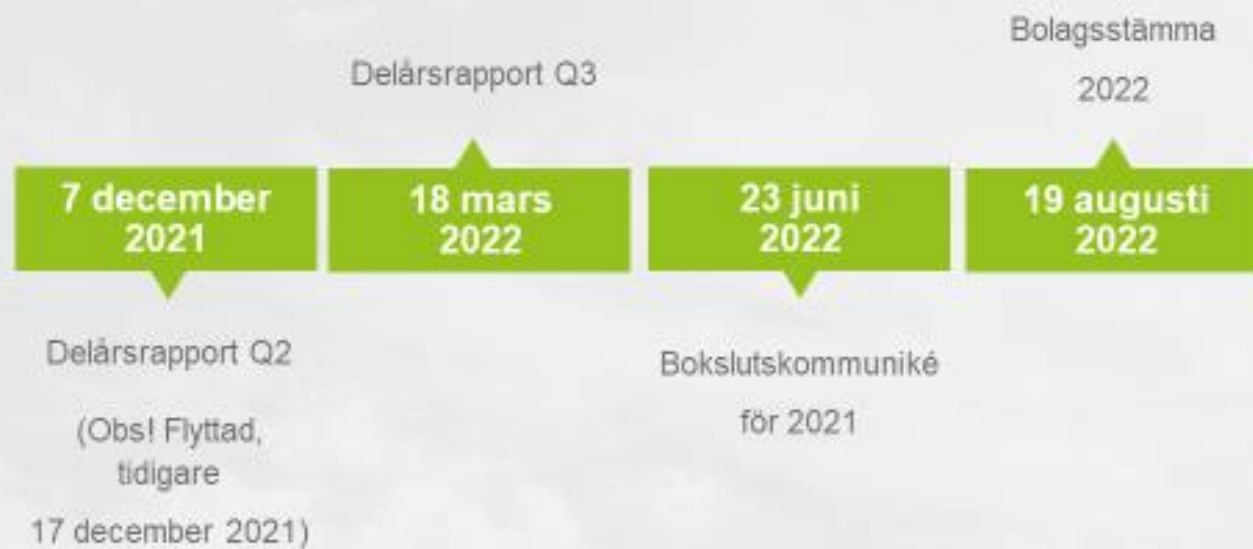 7 december
2021
Delårsrapport Q2
(Obs! Flyttad,
tidigare
17 december 2021)
Delårsrapport Q3
18 mars
2022
23 juni
2022
Bokslutskommuniké
för 2021
Bolagsstämma
2022
19 augusti
2022